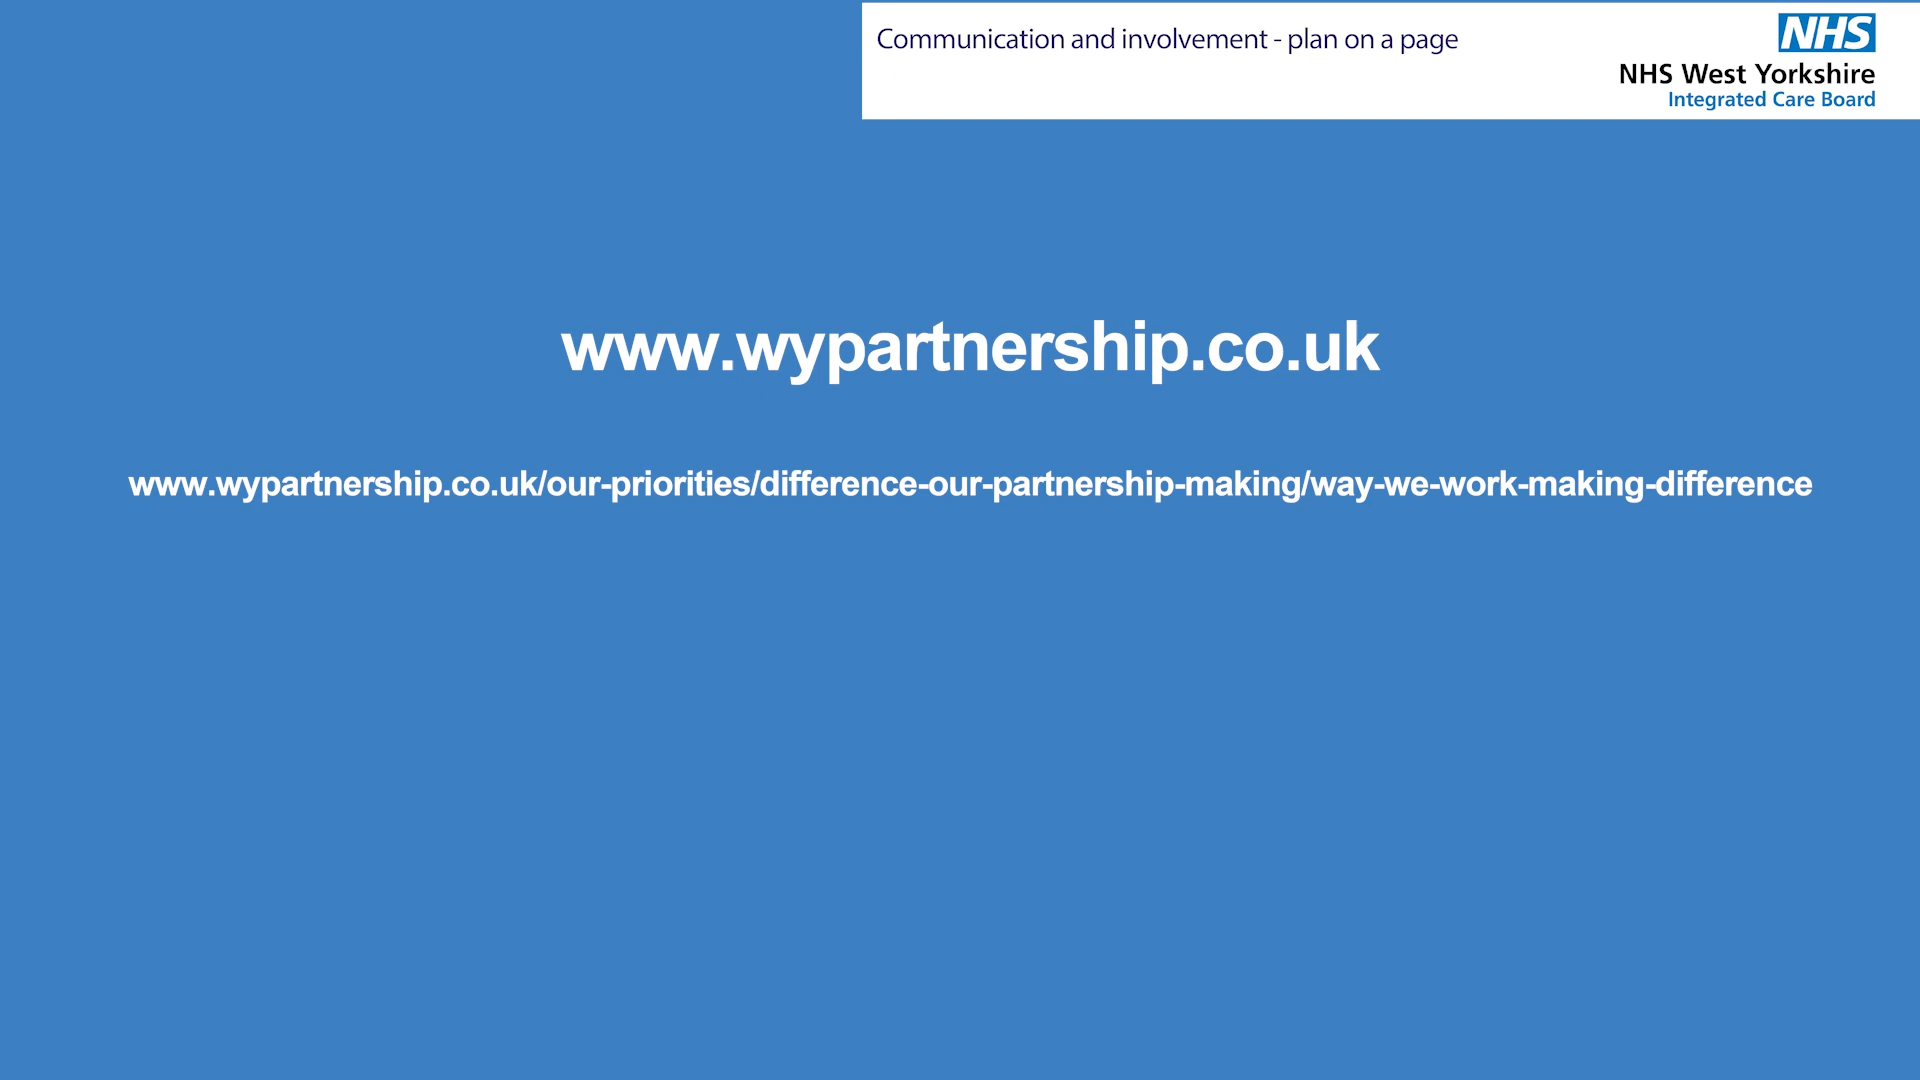 Communication and involvement - plan on a page
NHS
NHS West Yorkshire
Integrated Care Board
www.wypartnership.co.uk
www.wypartnership.co.uk/our-priorities/difference-our-partnership-making/way-we-work-making-difference